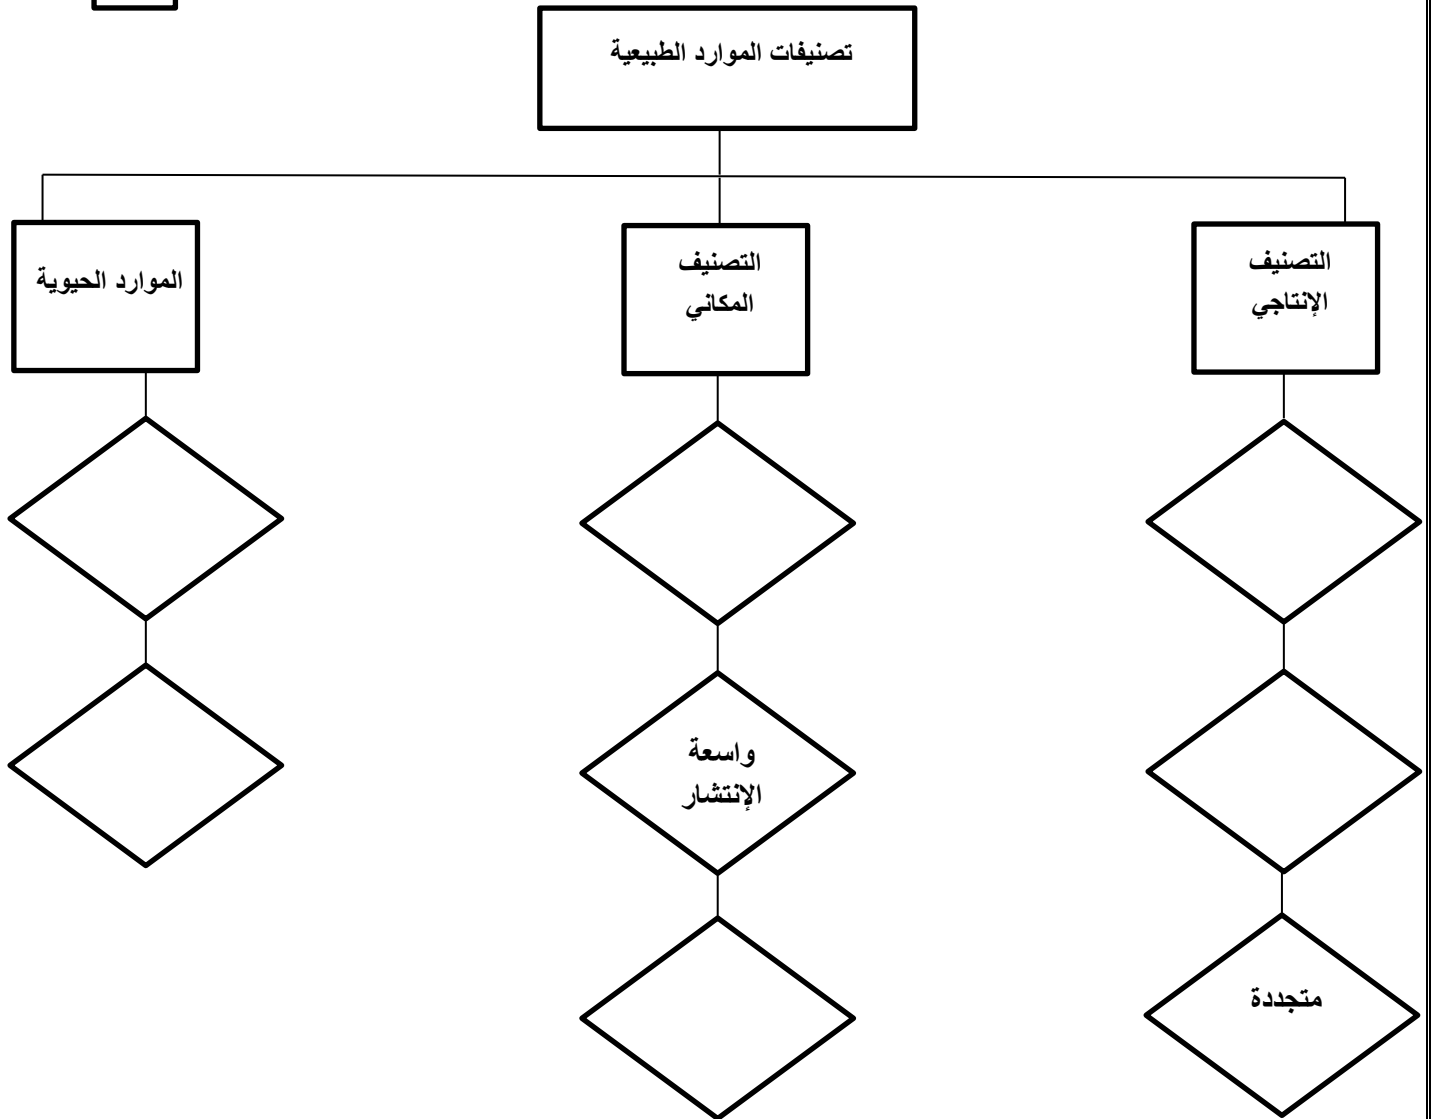 تصنيفات الموارد الطبيعية
التصنيف
الإنتاجي
التصنيف
المكاني
الموارد الحيوية
واسعة
الإنتشار
متجددة